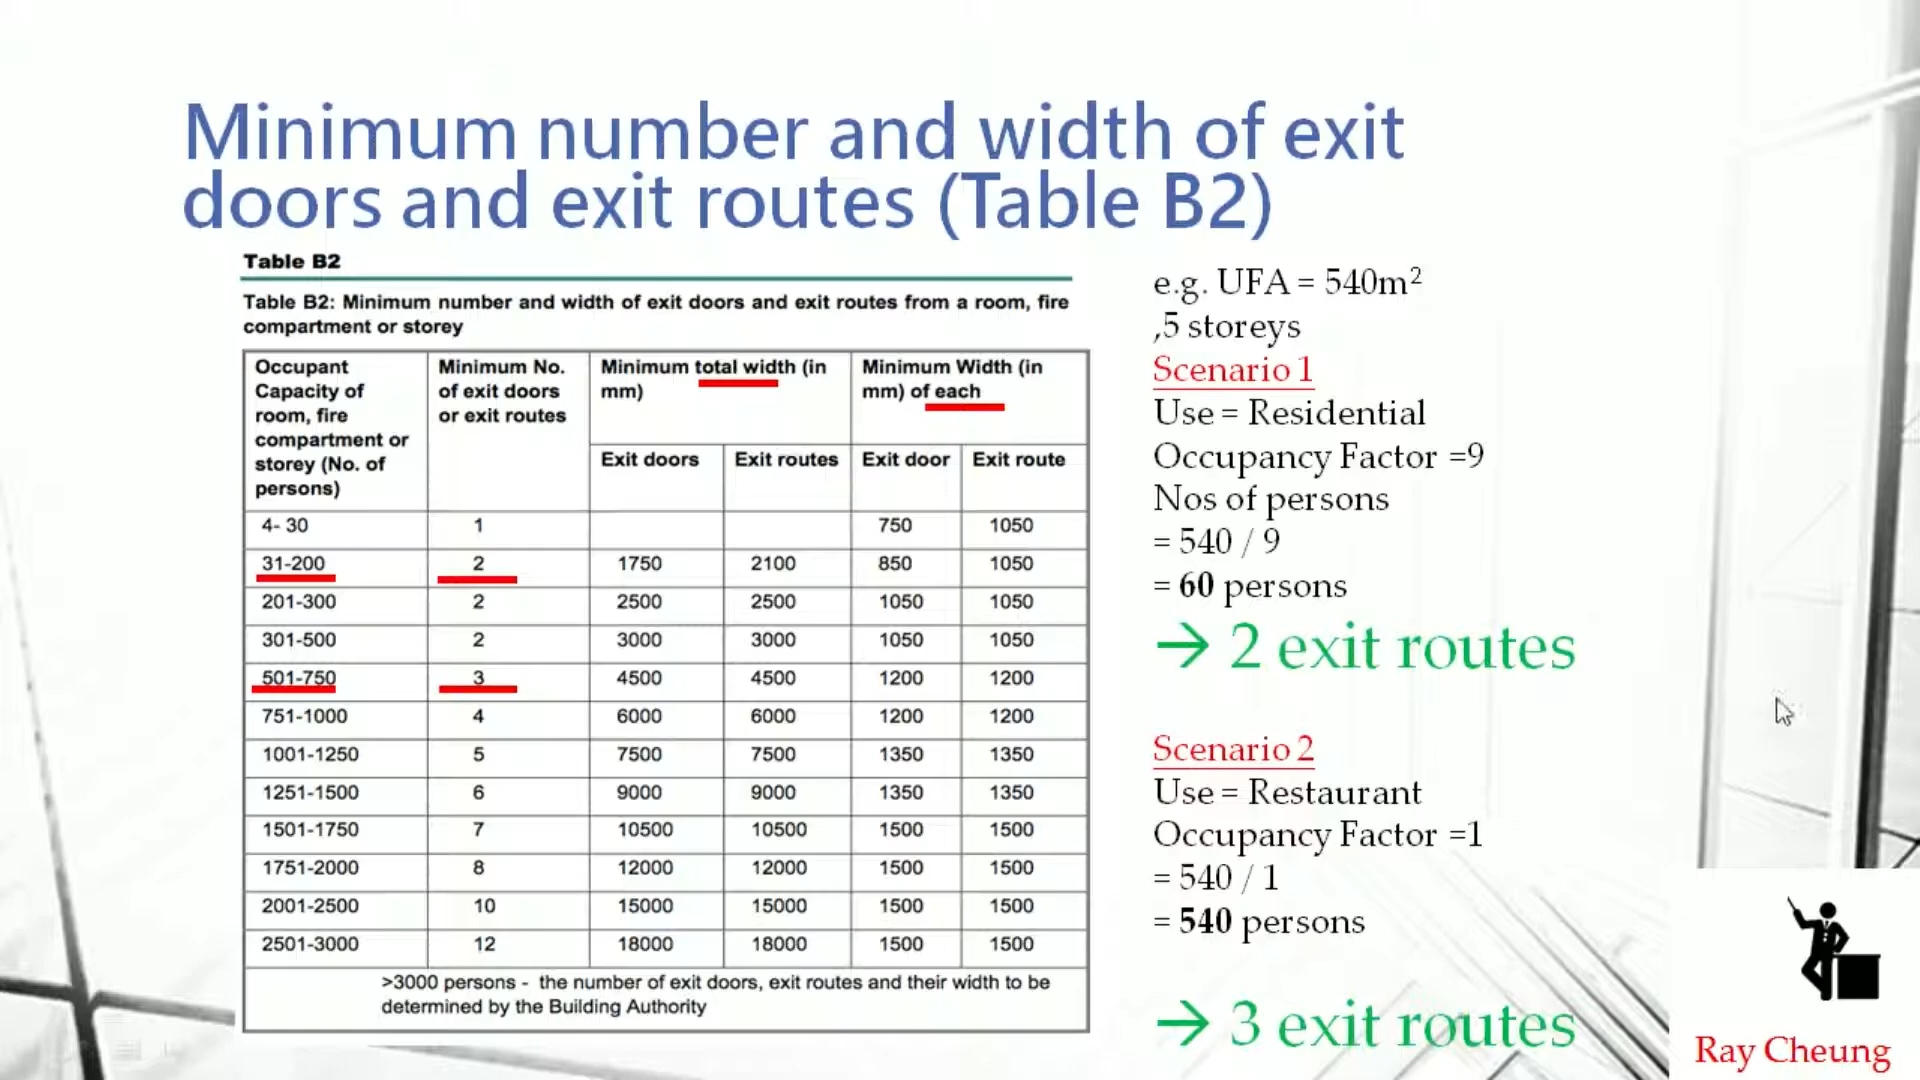 Minimum number and width of exit
doors and exit routes (Table B2)
Table B2
Table B2: Minimum number and width of exit doors and exit routes from a room, fire
compartment or storey
Occupant Capacity of room, fire compartment or storey (No. of persons)
Minimum No. of exit doors or exit routes
Minimum total width (in mm)
Minimum Width (in mm) of each
Exit doors Exit routes Exit door Exit route
4- 30 1 750 1050
31-200 2 1750 2100 850 1050
201-300 2 2500 2500 1050 1050
301-500 2 3000 3000 1050 1050
501-750 3 4500 4500 1200 1200
751-1000 4 6000 6000 1200 1200
1001-1250 5 7500 7500 1350 1350
1251-1500 6 9000 9000 1350 1350
1501-1750 7 10500 10500 1500 1500
1751-2000 8 12000 12000 1500 1500
2001-2500 10 15000 15000 1500 1500
2501-3000 12 18000 18000 1500 1500
>3000 persons - the number of exit doors, exit routes and their width to be
determined by the Building Authority
e.g. UFA = 540m²
,5 storeys
Scenario 1
Use = Residential
Occupancy Factor =9
Nos of persons
= 540 / 9
= 60 persons
→ 2 exit routes
Scenario 2
Use = Restaurant
Occupancy Factor =1
= 540 / 1
= 540 persons
→ 3 exit routes
Ray Cheung